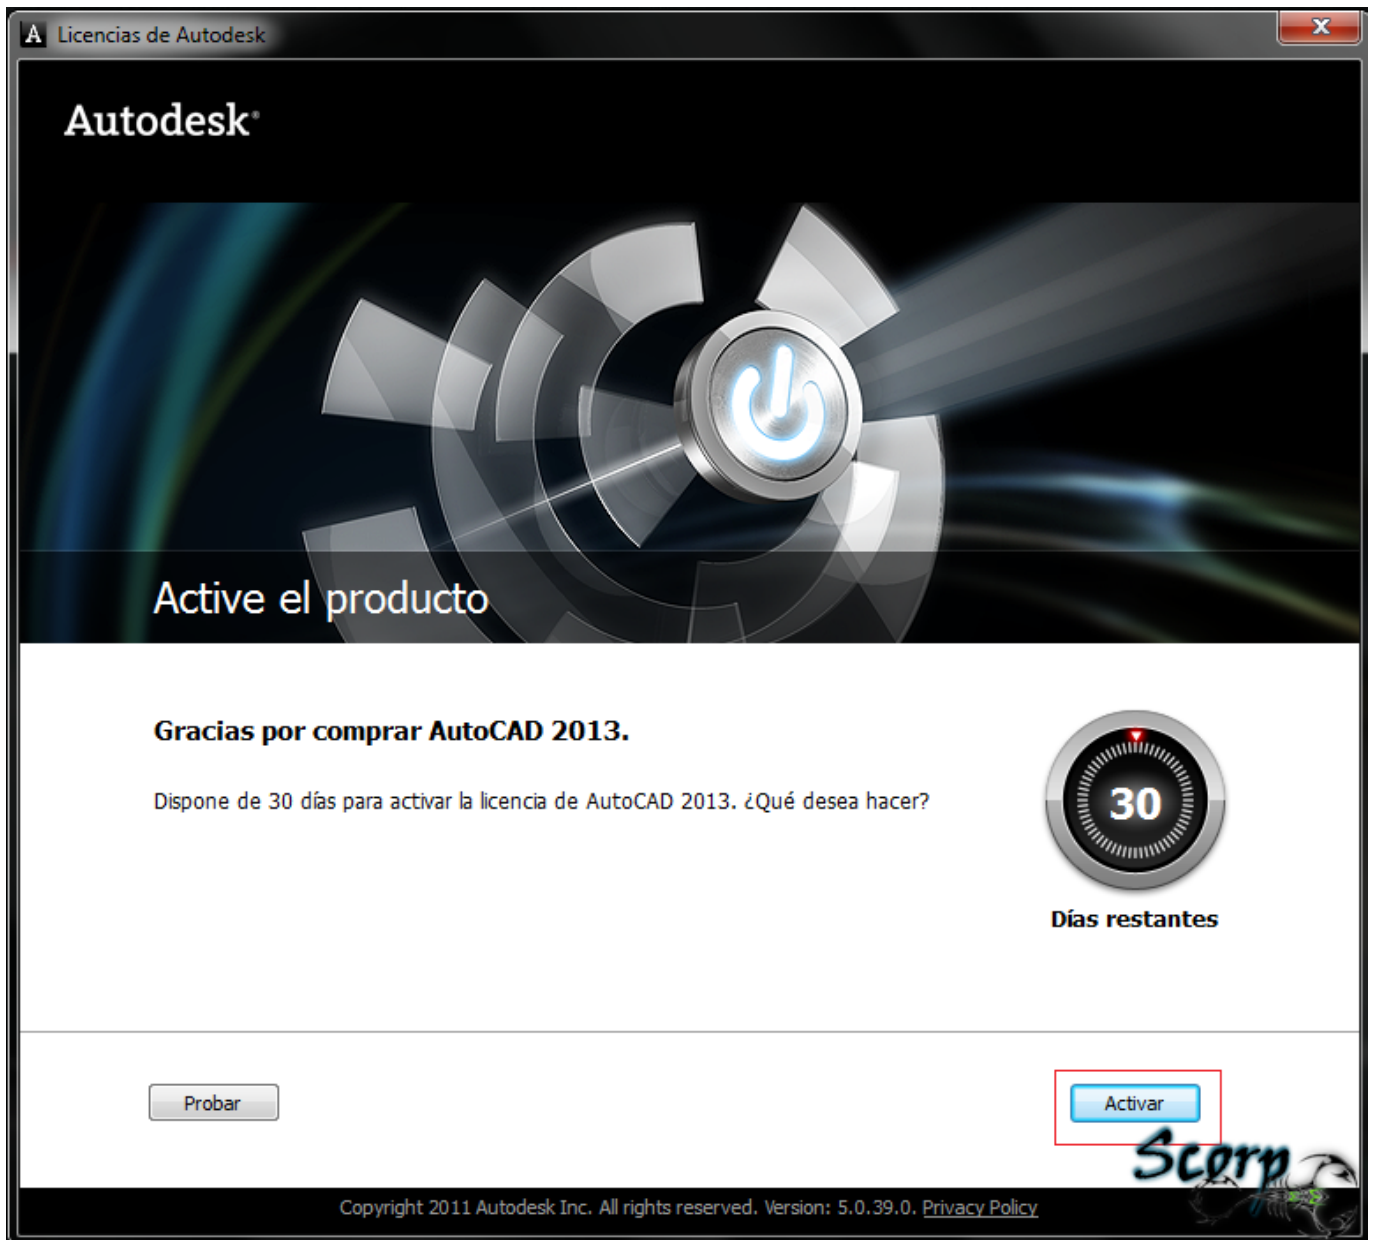 A Licencias de Autodesk
Autodesk®
Active el producto
Gracias por comprar AutoCAD 2013.
Dispone de 30 días para activar la licencia de AutoCAD 2013. ¿Qué desea hacer?
30
Días restantes
Probar
Activar
Scorp
Copyright 2011 Autodesk Inc. All rights reserved. Version: 5.0.39.0. Privacy Policy